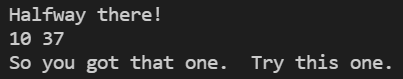 Halfway there!
10 37
So you got that one.  Try this one.